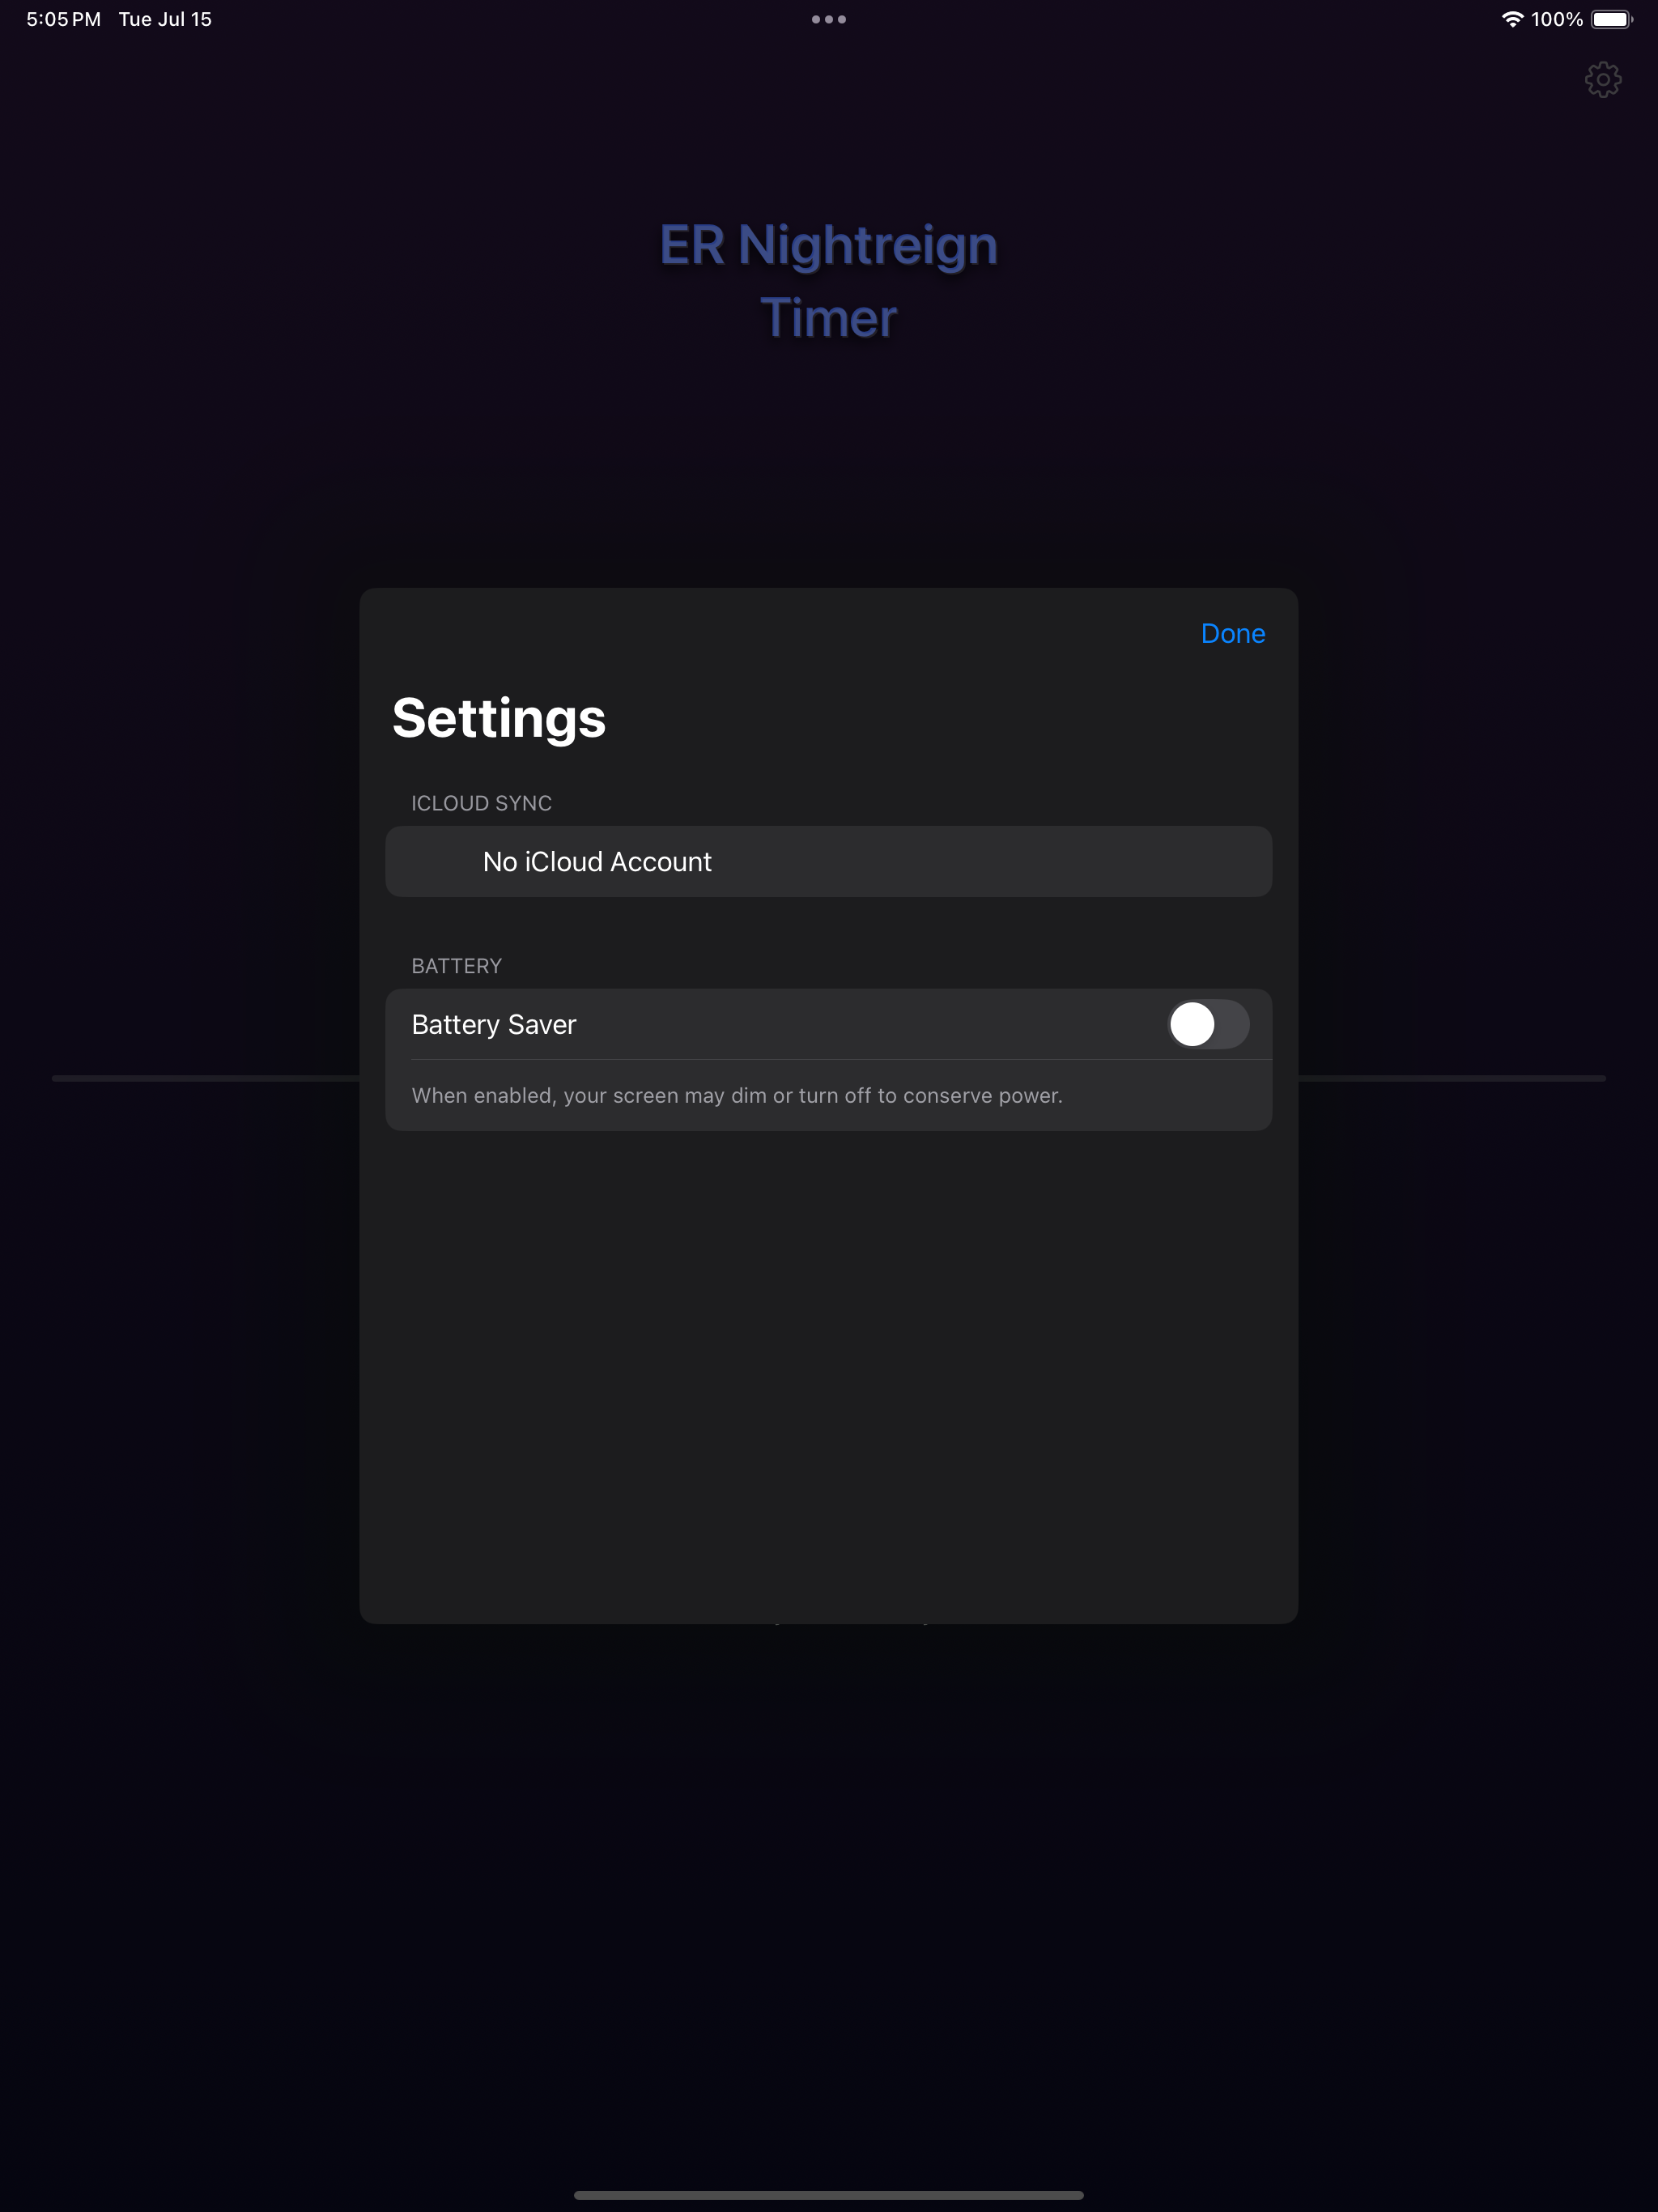 5:05 PM Tue Jul 15
100%
ER Nightreign
Timer
Done
Settings
ICLOUD SYNC
No iCloud Account
BATTERY
Battery Saver
When enabled, your screen may dim or turn off to conserve power.